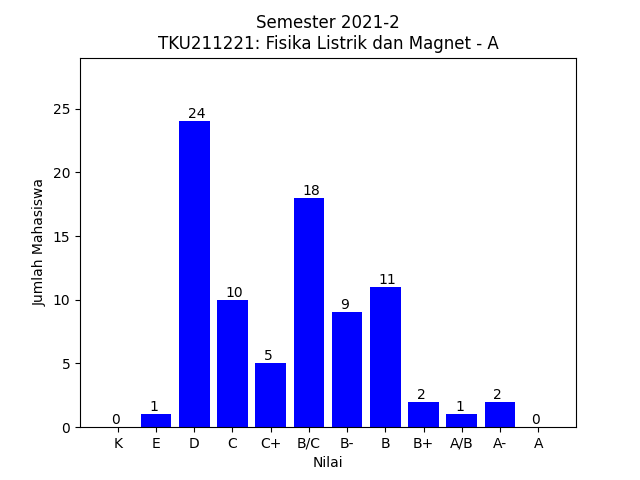 Semester 2021-2
TKU211221: Fisika Listrik dan Magnet - A
Jumlah Mahasiswa
25
20
15
10
5
0
0 1 24 10 5 18 9 11 2 1 2 0
K E D C C+ B/C B- B B+ A/B A- A
Nilai